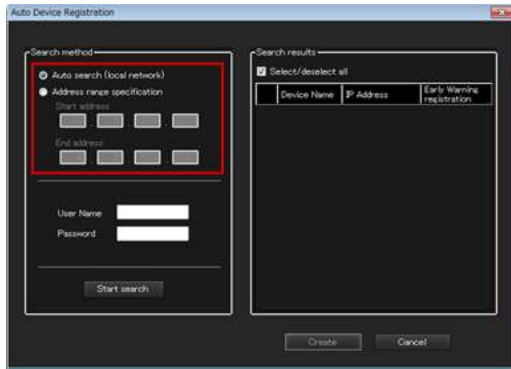 Auto Device Registration
Search method
Auto search (local network)
Address range specification
Start address
End address
User Name
Password
Start search
Search results
Select/deselect all
Device Name IP Address Early Warning registration
Create Cancel